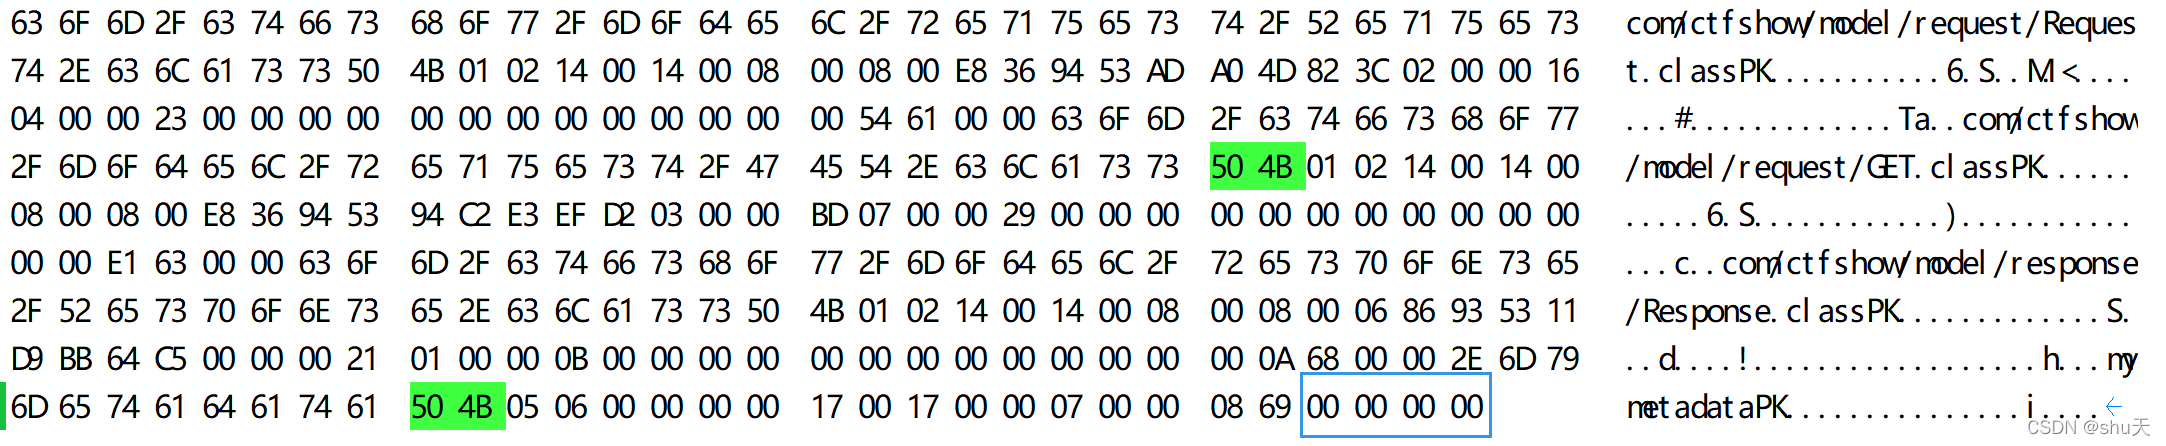 63 6F 6D 2F 63 74 66 73 68 6F 77 2F 6D 6F 64 65 6C 2F 72 65 71 75 65 73 74 2F 52 65 71 75 65 73 com/ctfshow/model/request/Reques
74 2E 63 6C 61 73 73 50 4B 01 02 14 00 14 00 08 00 08 00 E8 36 94 53 AD A0 4D 82 3C 02 00 00 16 t.classPK...........6.S..M.<....
04 00 00 23 00 00 00 00 00 00 00 00 00 00 00 00 00 54 61 00 00 63 6F 6D 2F 63 74 66 73 68 6F 77 ...#.............Ta..com/ctfshow
2F 6D 6F 64 65 6C 2F 72 65 71 75 65 73 74 2F 47 45 54 2E 63 6C 61 73 73 50 4B 01 02 14 00 14 00 /model/request/GET.classPK......
08 00 08 00 E8 36 94 53 94 C2 E3 EF D2 03 00 00 BD 07 00 00 29 00 00 00 00 00 00 00 00 00 00 00 .....6.S............)...........
00 00 E1 63 00 00 63 6F 6D 2F 63 74 66 73 68 6F 77 2F 6D 6F 64 65 6C 2F 72 65 73 70 6F 6E 73 65 ...c..com/ctfshow/model/response
2F 52 65 73 70 6F 6E 73 65 2E 63 6C 61 73 73 50 4B 01 02 14 00 14 00 08 00 08 00 06 86 93 53 11 /Response.classPK.............S.
D9 BB 64 C5 00 00 00 21 01 00 00 0B 00 00 00 00 00 00 00 00 00 00 00 00 00 0A 68 00 00 2E 6D 79 ..d....!..................h...my
6D 65 74 61 64 61 74 61 50 4B 05 06 00 00 00 00 17 00 17 00 00 07 00 00 08 69 00 00 00 00 metadataPK...............i....←
CSDN @shu天